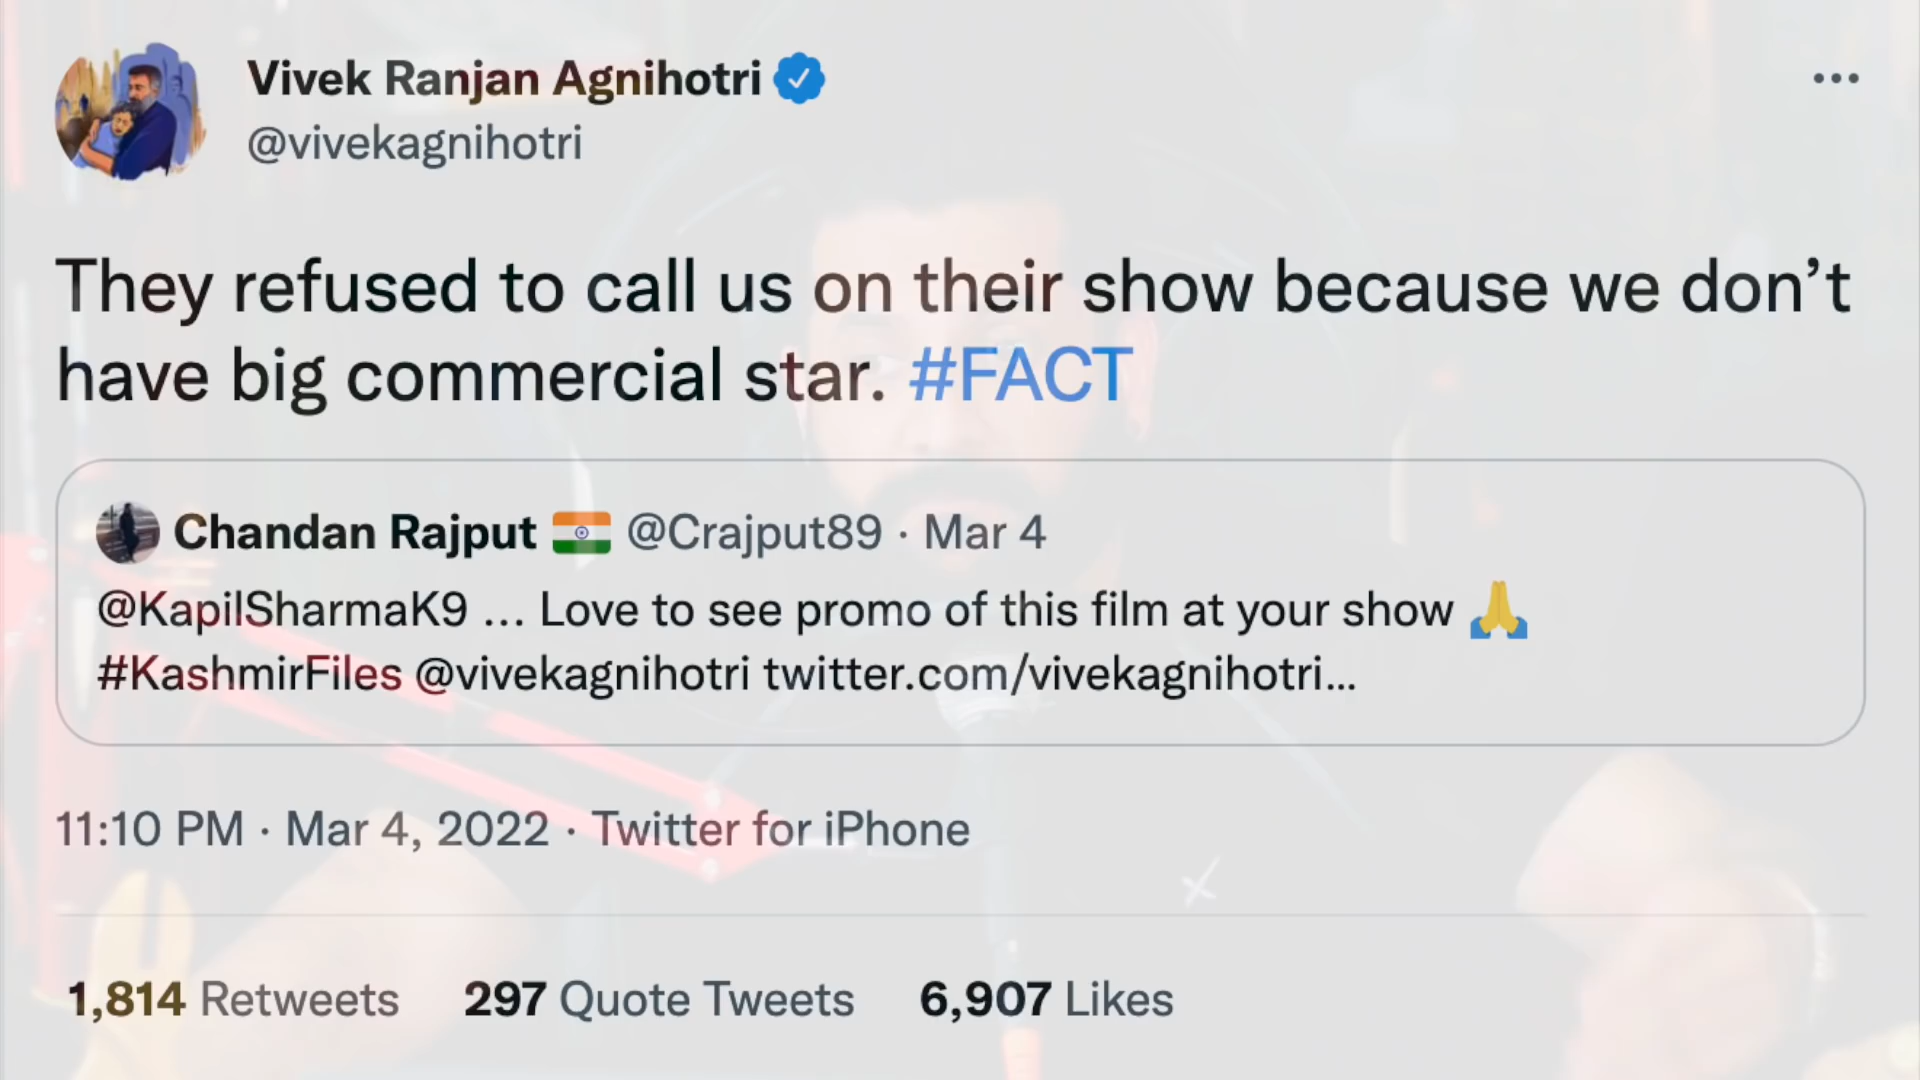 Vivek Ranjan Agnihotri
@vivekagnihotri
They refused to call us on their show because we don’t
have big commercial star. #FACT
Chandan Rajput 🇮🇳 @Crajput89 · Mar 4
@KapilSharmaK9 ... Love to see promo of this film at your show 🙏
#KashmirFiles @vivekagnihotri twitter.com/vivekagnihotri...
11:10 PM · Mar 4, 2022 · Twitter for iPhone
1,814 Retweets 297 Quote Tweets 6,907 Likes